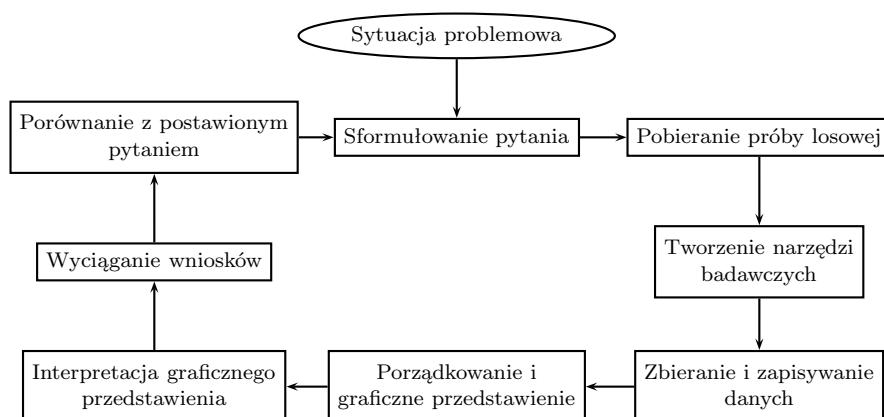 Sytuacja problemowa
Porównanie z postawionym
pytaniem
Sformułowanie pytania
Pobieranie próby losowej
Wyciąganie wniosków
Tworzenie narzędzi
badawczych
Interpretacja graficznego
przedstawienia
Porządkowanie i
graficzne przedstawienie
Zbieranie i zapisywanie
danych